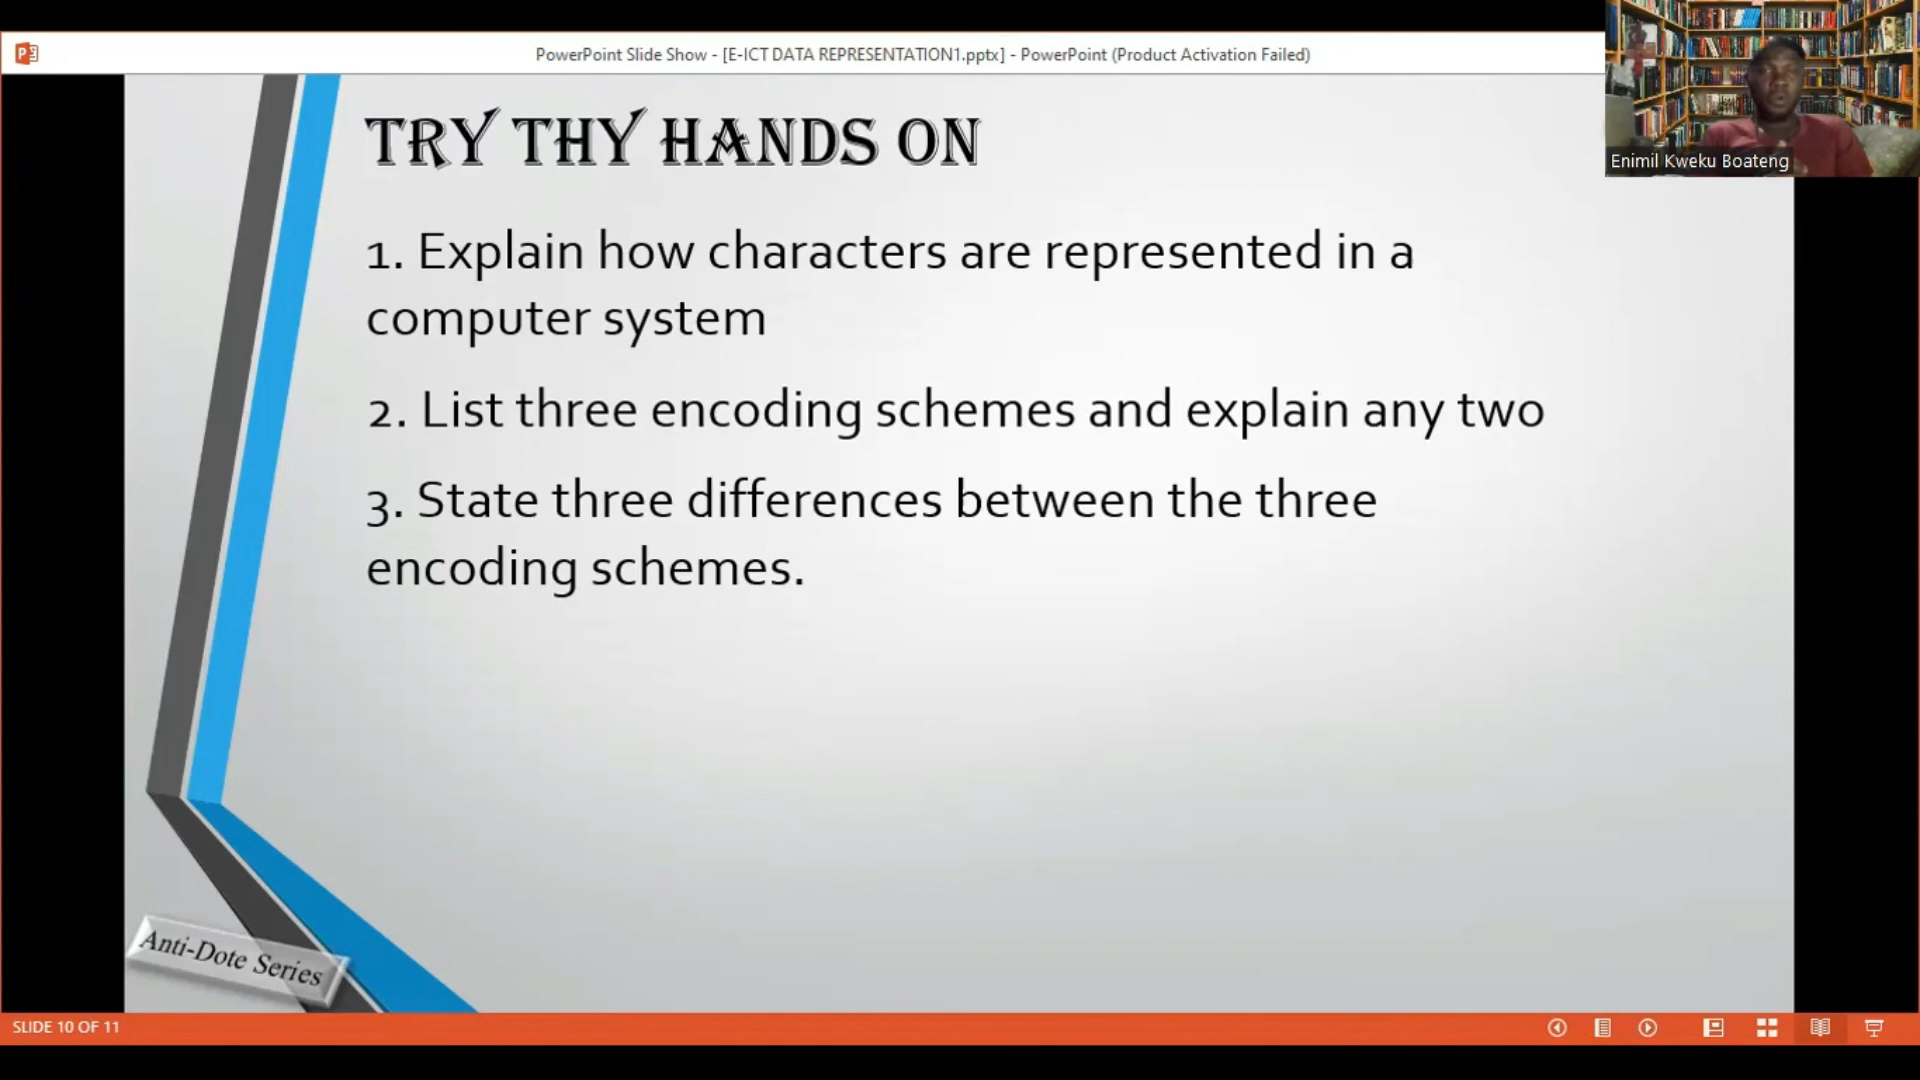 PowerPoint Slide Show - [E-ICT DATA REPRESENTATION1.pptx] - PowerPoint (Product Activation Failed)
Enimil Kweku Boateng
TRY THY HANDS ON
1. Explain how characters are represented in a
computer system
2. List three encoding schemes and explain any two
3. State three differences between the three
encoding schemes.
Anti-Dote Series
SLIDE 10 OF 11